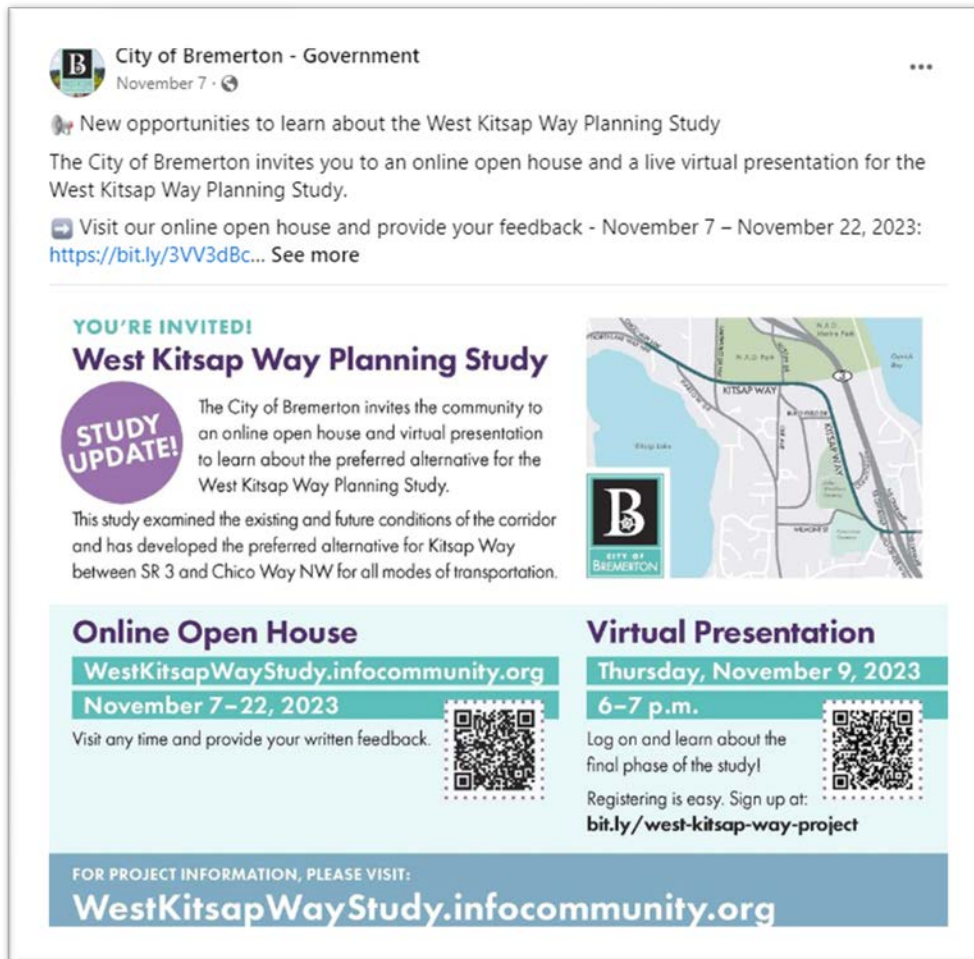 City of Bremerton - Government
November 7 ·
New opportunities to learn about the West Kitsap Way Planning Study
The City of Bremerton invites you to an online open house and a live virtual presentation for the
West Kitsap Way Planning Study.
Visit our online open house and provide your feedback - November 7 – November 22, 2023:
https://bit.ly/3VV3dBc... See more
YOU'RE INVITED!
West Kitsap Way Planning Study
STUDY
UPDATE!
The City of Bremerton invites the community to
an online open house and virtual presentation
to learn about the preferred alternative for the
West Kitsap Way Planning Study.
This study examined the existing and future conditions of the corridor
and has developed the preferred alternative for Kitsap Way
between SR 3 and Chico Way NW for all modes of transportation.
N.A.D.
Marine Park
N.A.D. Park
KITSAP WAY
KITSAP WAY
Kitsap Lake
3
B
CITY OF
BREMERTON
Online Open House
WestKitsapWayStudy.infocommunity.org
November 7–22, 2023
Visit any time and provide your written feedback.
Virtual Presentation
Thursday, November 9, 2023
6–7 p.m.
Log on and learn about the
final phase of the study!
Registering is easy. Sign up at:
bit.ly/west-kitsap-way-project
FOR PROJECT INFORMATION, PLEASE VISIT:
WestKitsapWayStudy.infocommunity.org